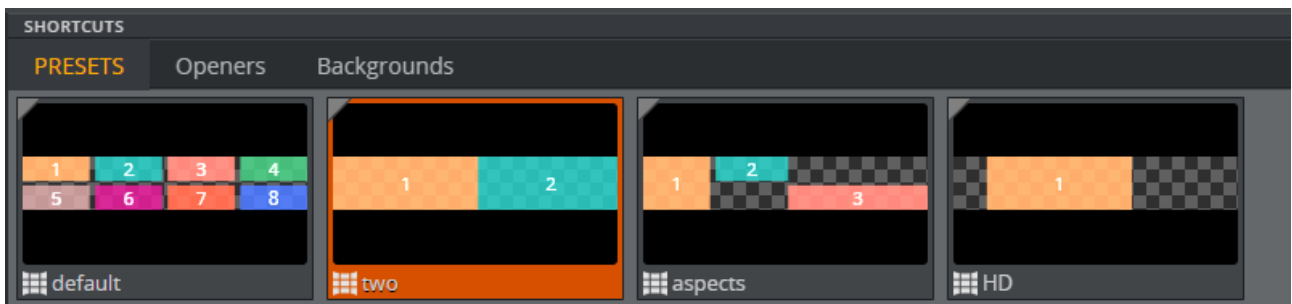 SHORTCUTS
PRESETS Openers Backgrounds
1 2 3 4
5 6 7 8
1 2
1 2
3
1
default two aspects HD